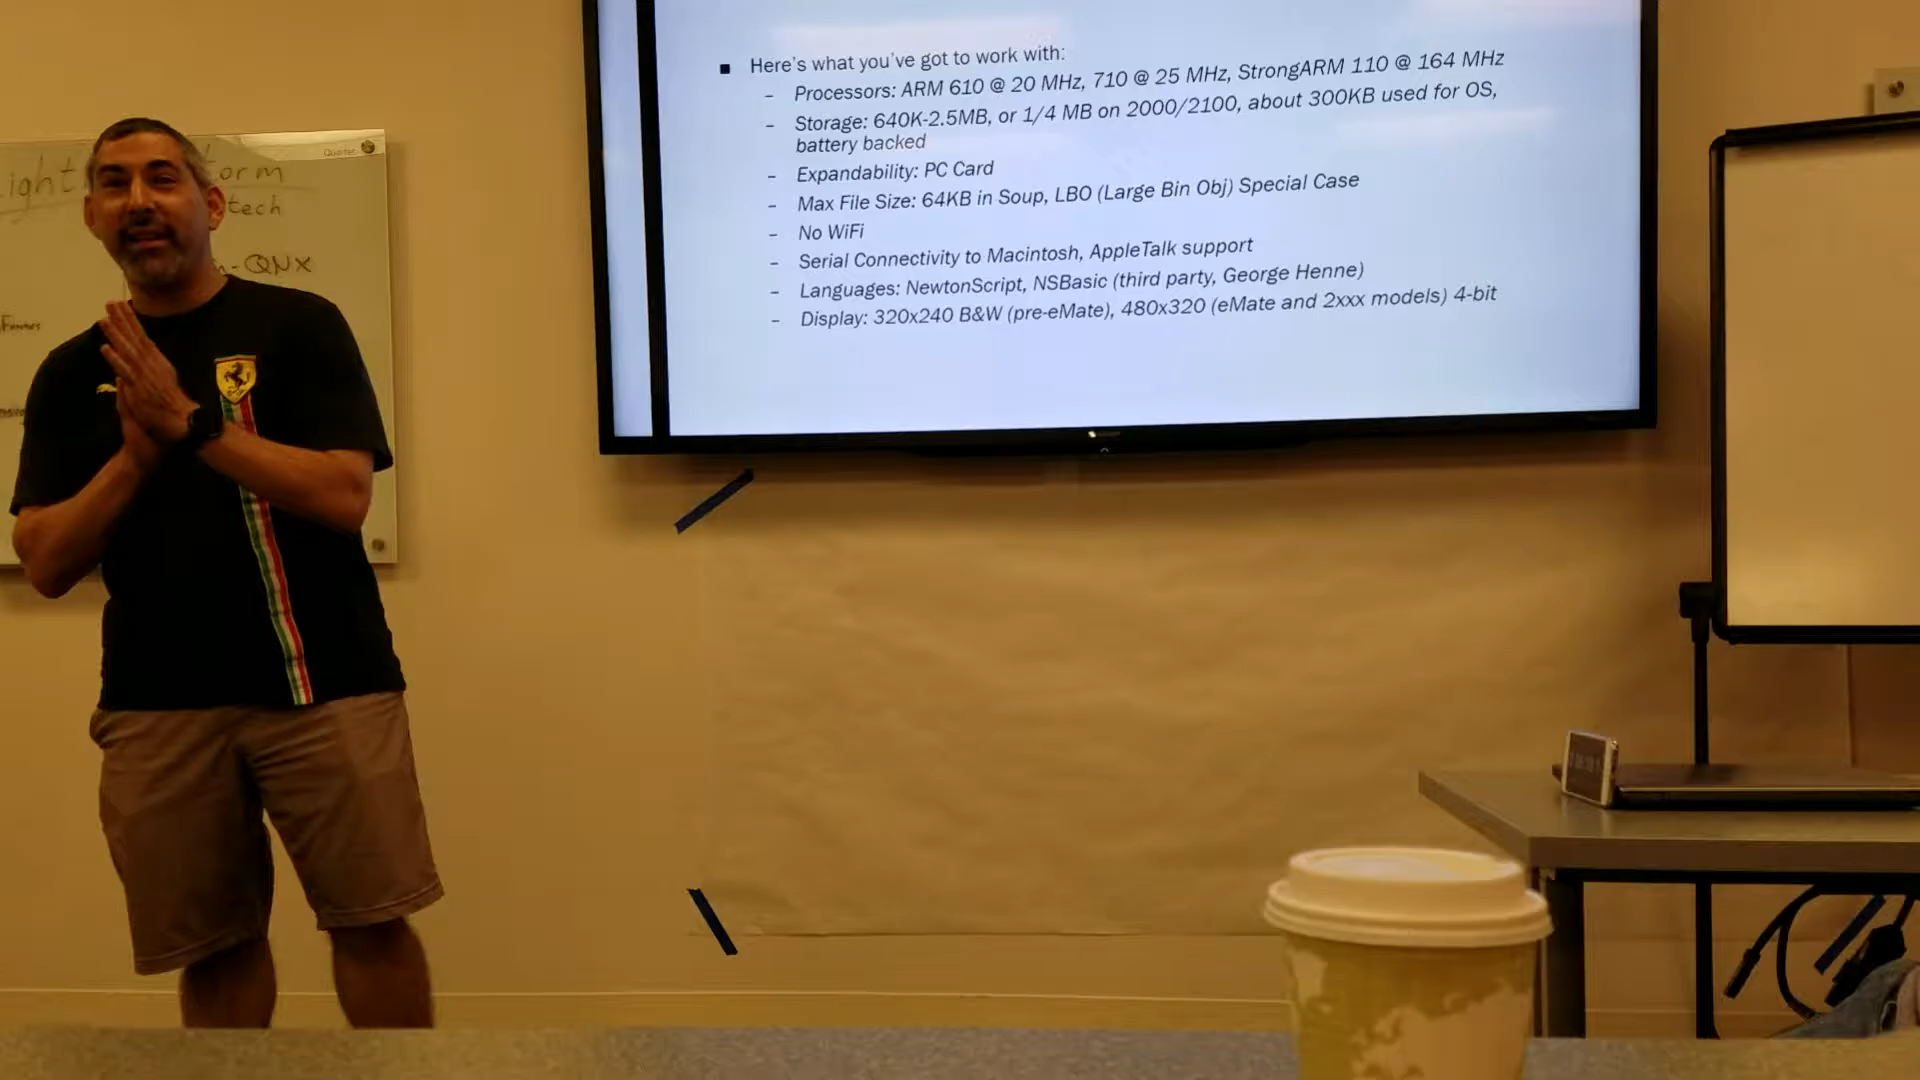 ■ Here's what you've got to work with:
– Processors: ARM 610 @ 20 MHz, 710 @ 25 MHz, StrongARM 110 @ 164 MHz
– Storage: 640K-2.5MB, or 1/4 MB on 2000/2100, about 300KB used for OS,
battery backed
– Expandability: PC Card
– Max File Size: 64KB in Soup, LBO (Large Bin Obj) Special Case
– No WiFi
– Serial Connectivity to Macintosh, AppleTalk support
– Languages: NewtonScript, NSBasic (third party, George Henne)
– Display: 320x240 B&W (pre-eMate), 480x320 (eMate and 2xxx models) 4-bit
Quartet
tech
QNX